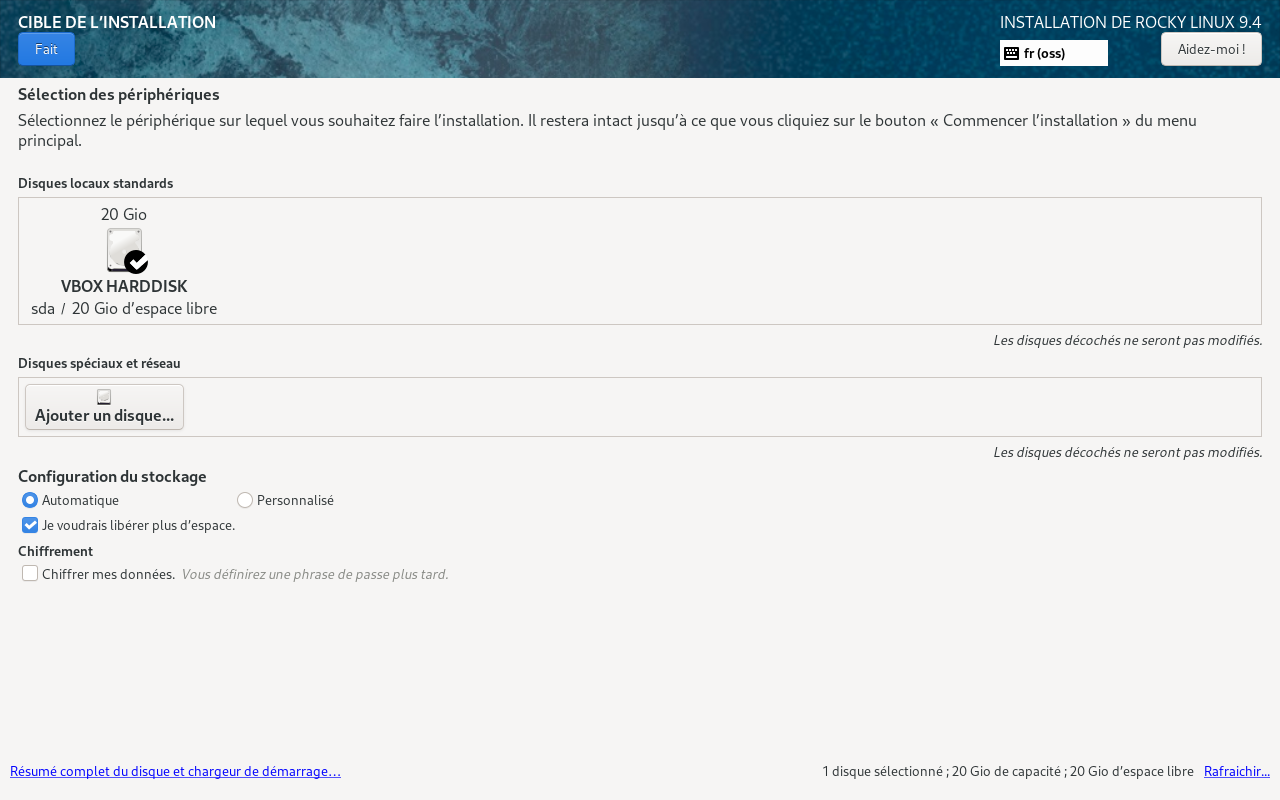 CIBLE DE L'INSTALLATION
INSTALLATION DE ROCKY LINUX 9.4
Fait
fr (oss)
Aidez-moi !
Sélection des périphériques
Sélectionnez le périphérique sur lequel vous souhaitez faire l'installation. Il restera intact jusqu'à ce que vous cliquiez sur le bouton « Commencer l'installation » du menu
principal.
Disques locaux standards
20 Gio
VBOX HARDDISK
sda / 20 Gio d'espace libre
Les disques décochés ne seront pas modifiés.
Disques spéciaux et réseau
Ajouter un disque...
Les disques décochés ne seront pas modifiés.
Configuration du stockage
Automatique
Personnalisé
Je voudrais libérer plus d'espace.
Chiffrement
Chiffrer mes données. Vous définirez une phrase de passe plus tard.
Résumé complet du disque et chargeur de démarrage...
1 disque sélectionné ; 20 Gio de capacité ; 20 Gio d'espace libre
Rafraichir...